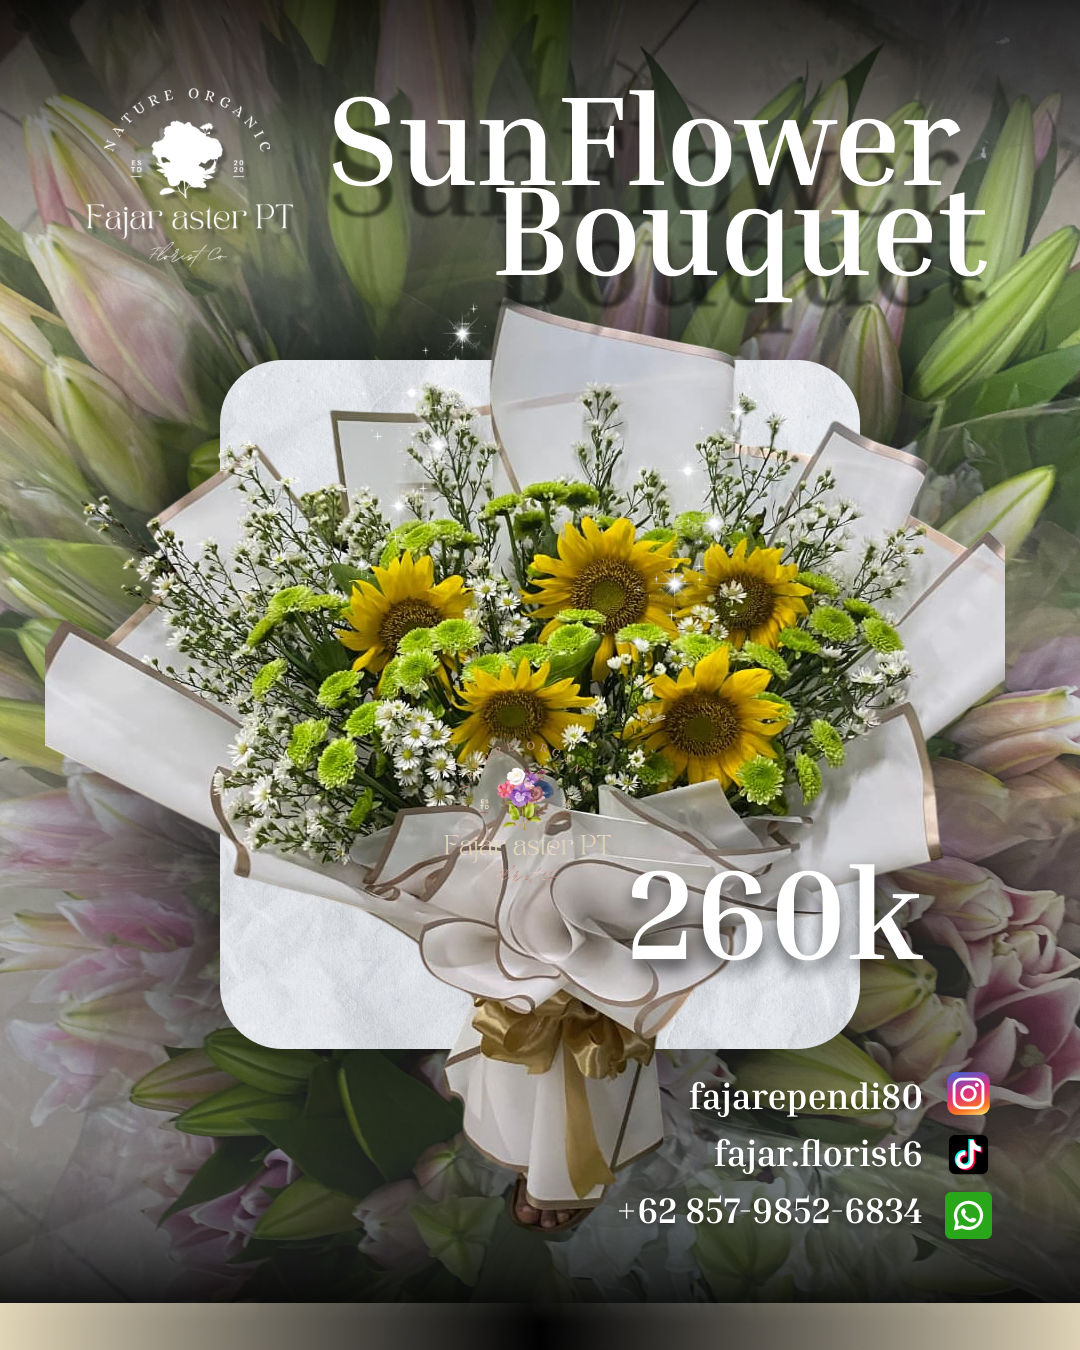 NATURE ORGANIC
ES
TD
20
20
Fajar aster PT
Florist Co
SunFlower
Bouquet
Fajar aster PT
260k
fajarependi80
fajar.florist6
+62 857-9852-6834